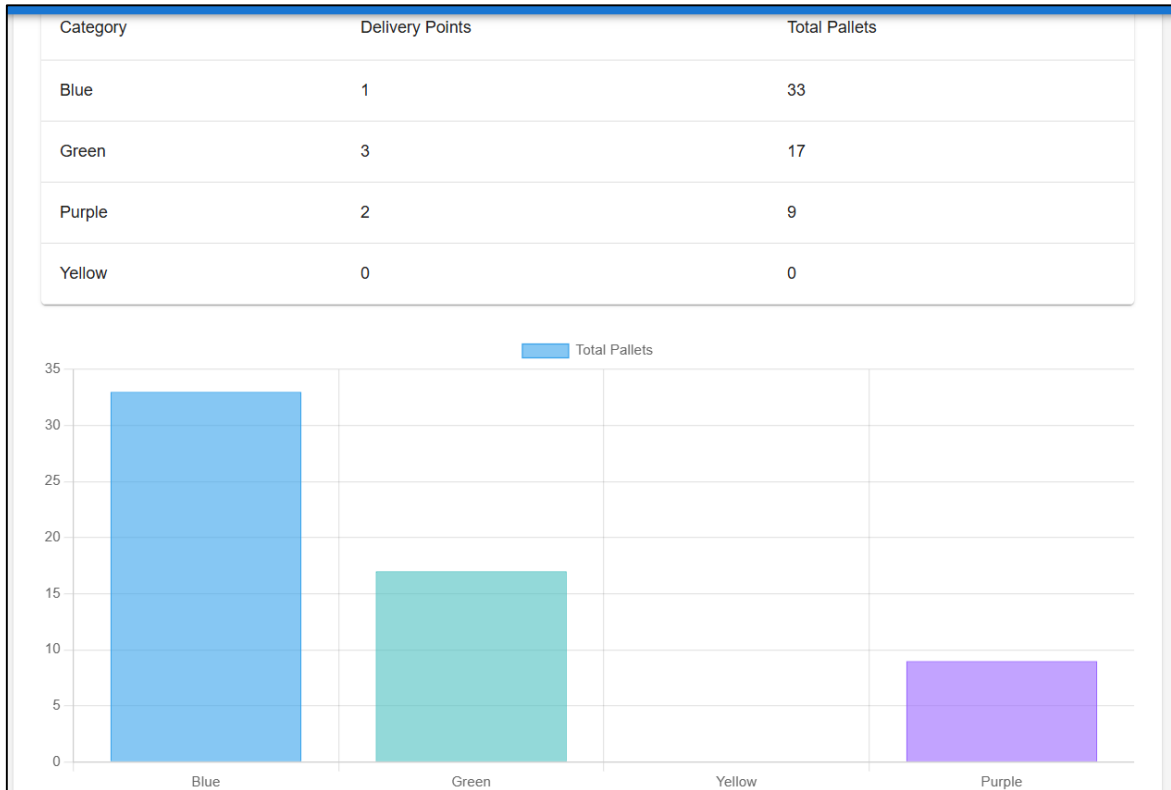 Category Delivery Points Total Pallets
Blue 1 33
Green 3 17
Purple 2 9
Yellow 0 0
Total Pallets
35
30
25
20
15
10
5
0
Blue Green Yellow Purple